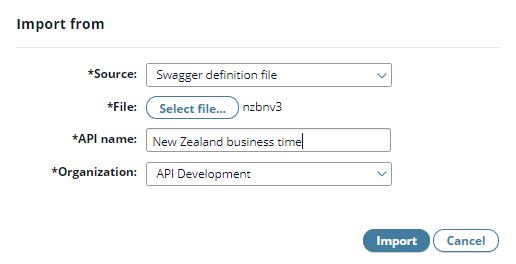 Import from
*Source: Swagger definition file
*File: Select file... nzbnv3
*API name: New Zealand business time
*Organization: API Development
Import Cancel